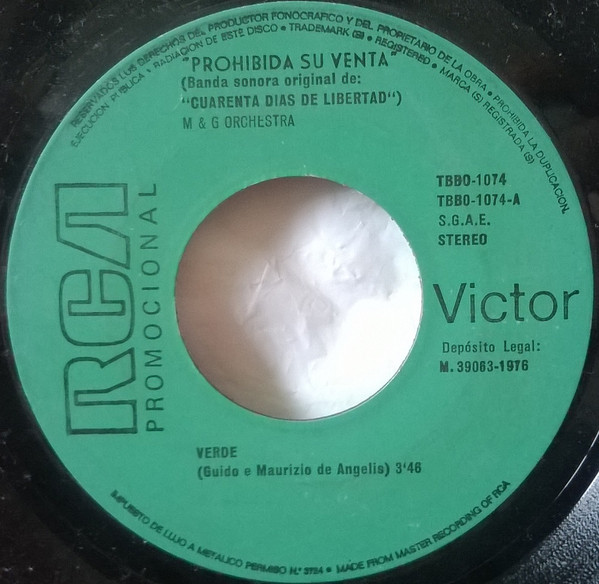 RESERVADOS LOS DERECHOS DEL PRODUCTOR FONOGRAFICO Y DEL PROPIETARIO DE LA OBRA • PROHIBIDA LA DUPLICACION,
EJECUCION PUBLICA Y RADIACION DE ESTE DISCO • TRADEMARK (S) • REGISTERED • MARCA (S) REGISTRADA (S)
"PROHIBIDA SU VENTA"
(Banda sonora original de:
"CUARENTA DIAS DE LIBERTAD")
M & G ORCHESTRA
TBBO-1074
TBBO-1074-A
S.G.A.E.
STEREO
RCA
PROMOCIONAL
Victor
Depósito Legal:
M. 39063-1976
VERDE
(Guido e Maurizio de Angelis) 3'46
IMPUESTO DE LUJO A METALICO PERMISO N.º 3724 • MADE FROM MASTER RECORDING OF RCA